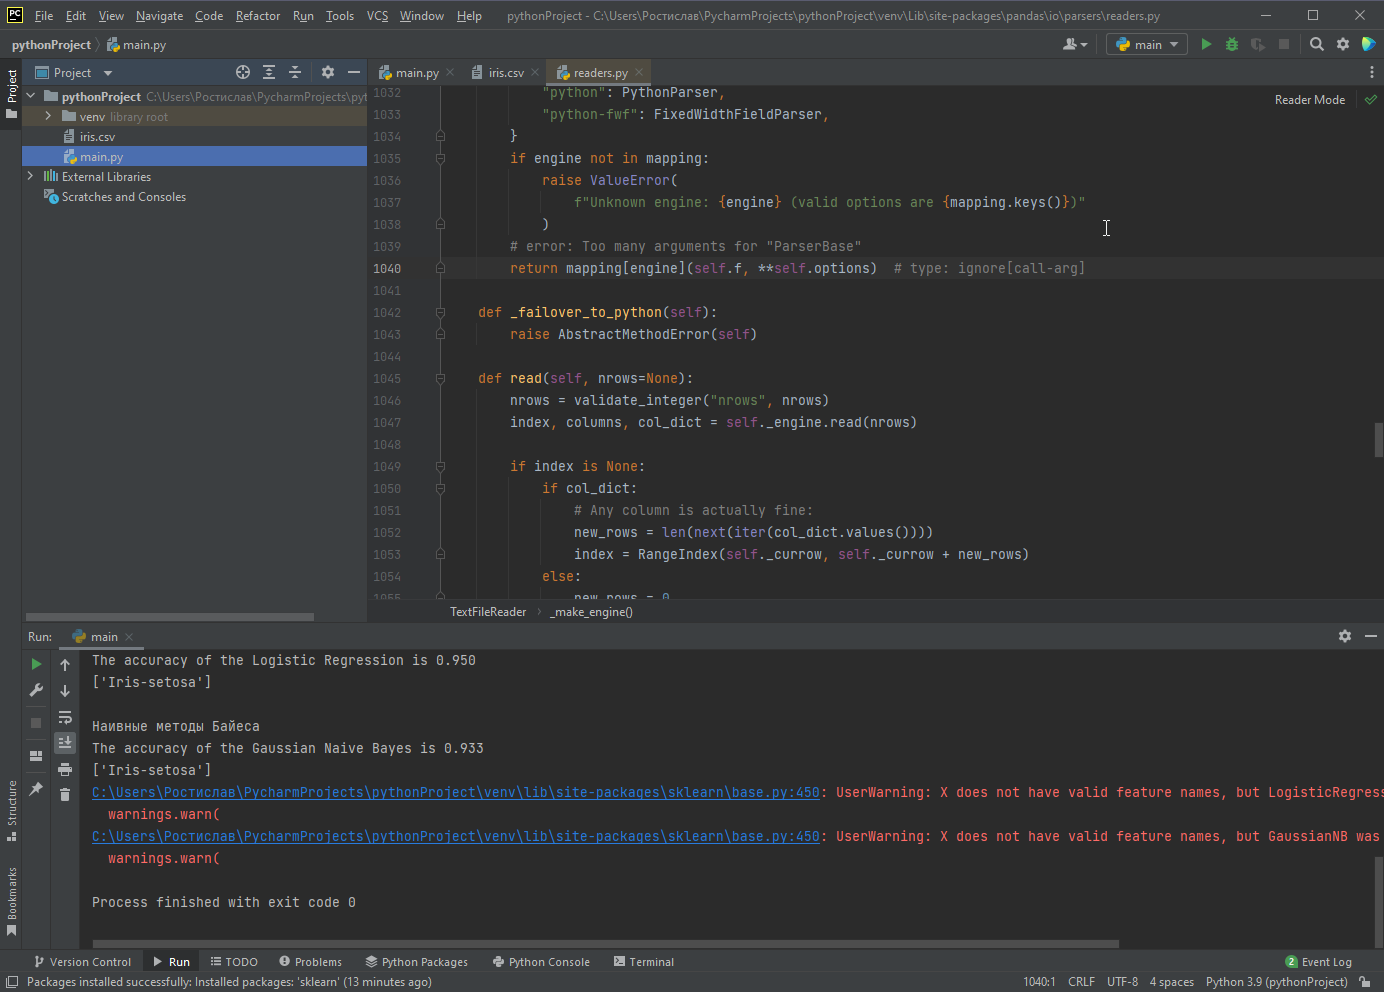 PC File Edit View Navigate Code Refactor Run Tools VCS Window Help pythonProject - C:\Users\Ростислав\PycharmProjects\pythonProject\venv\Lib\site-packages\pandas\io\parsers\readers.py
pythonProject main.py main
Project
Project main.py iris.csv readers.py
pythonProject C:\Users\Ростислав\PycharmProjects\pyt
venv library root
iris.csv
main.py
External Libraries
Scratches and Consoles
Reader Mode
1032 "python": PythonParser,
1033 "python-fwf": FixedWidthFieldParser,
1034 }
1035 if engine not in mapping:
1036 raise ValueError(
1037 f"Unknown engine: {engine} (valid options are {mapping.keys()})"
1038 )
1039 # error: Too many arguments for "ParserBase"
1040 return mapping[engine](self.f, **self.options)  # type: ignore[call-arg]
1041
1042 def _failover_to_python(self):
1043 raise AbstractMethodError(self)
1044
1045 def read(self, nrows=None):
1046 nrows = validate_integer("nrows", nrows)
1047 index, columns, col_dict = self._engine.read(nrows)
1048
1049 if index is None:
1050 if col_dict:
1051 # Any column is actually fine:
1052 new_rows = len(next(iter(col_dict.values())))
1053 index = RangeIndex(self._currow, self._currow + new_rows)
1054 else:
1055 new_rows = 0
TextFileReader _make_engine()
Run: main
The accuracy of the Logistic Regression is 0.950
['Iris-setosa']
Наивные методы Байеса
The accuracy of the Gaussian Naive Bayes is 0.933
['Iris-setosa']
C:\Users\Ростислав\PycharmProjects\pythonProject\venv\lib\site-packages\sklearn\base.py:450: UserWarning: X does not have valid feature names, but LogisticRegress
warnings.warn(
C:\Users\Ростислав\PycharmProjects\pythonProject\venv\lib\site-packages\sklearn\base.py:450: UserWarning: X does not have valid feature names, but GaussianNB was
warnings.warn(
Process finished with exit code 0
Structure
Bookmarks
Version Control Run TODO Problems Python Packages Python Console Terminal 2 Event Log
Packages installed successfully: Installed packages: 'sklearn' (13 minutes ago) 1040:1 CRLF UTF-8 4 spaces Python 3.9 (pythonProject)